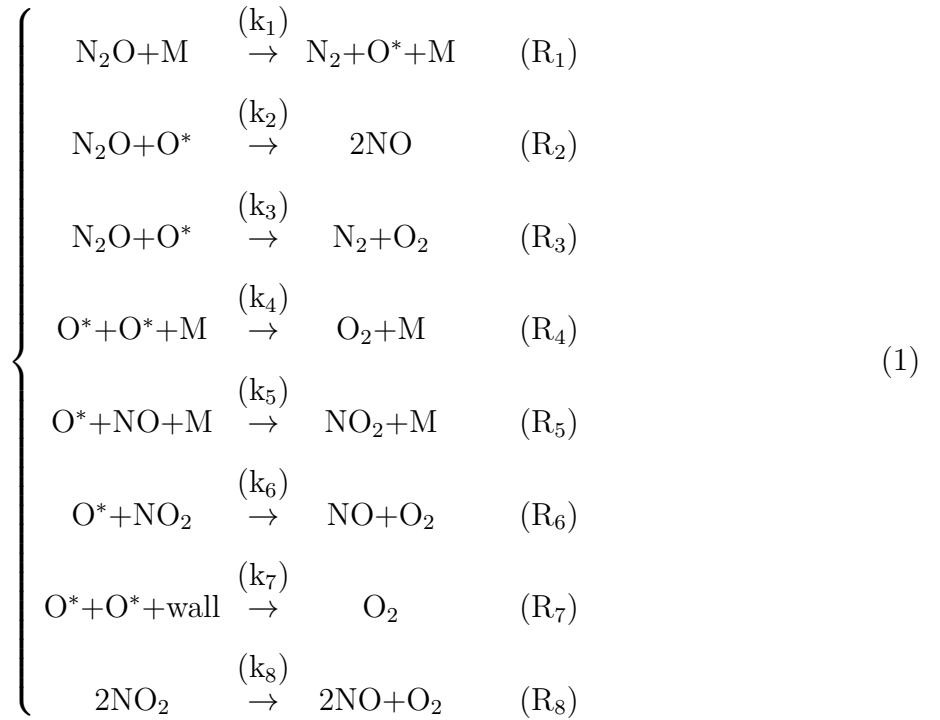 N₂O+M (k₁) → N₂+O*+M (R₁)
N₂O+O* (k₂) → 2NO (R₂)
N₂O+O* (k₃) → N₂+O₂ (R₃)
O*+O*+M (k₄) → O₂+M (R₄)
(1)
O*+NO+M (k₅) → NO₂+M (R₅)
O*+NO₂ (k₆) → NO+O₂ (R₆)
O*+O*+wall (k₇) → O₂ (R₇)
2NO₂ (k₈) → 2NO+O₂ (R₈)